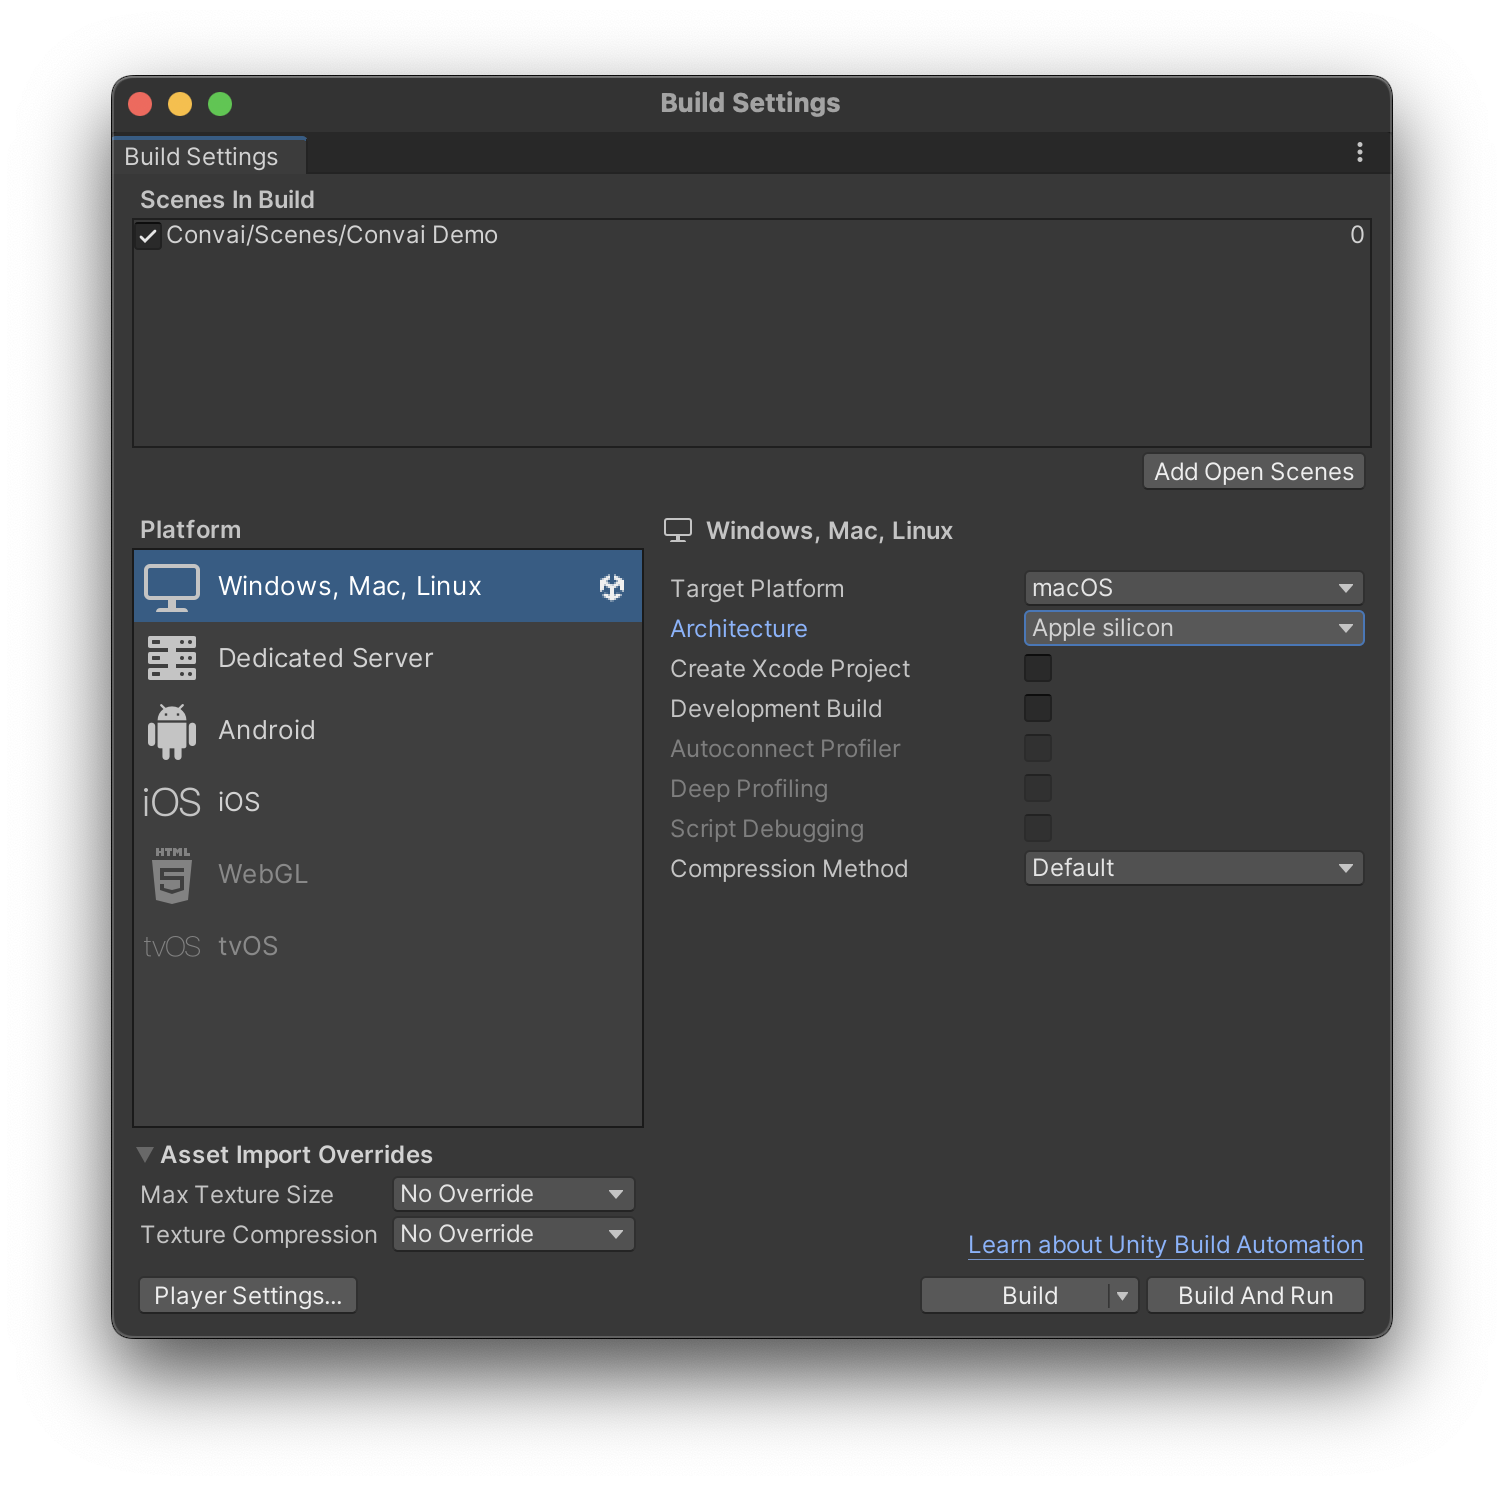 Build Settings
Build Settings
Scenes In Build
Convai/Scenes/Convai Demo 0
Add Open Scenes
Platform
Windows, Mac, Linux
Dedicated Server
Android
iOS iOS
HTML
5 WebGL
tvOS tvOS
Windows, Mac, Linux
Target Platform macOS
Architecture Apple silicon
Create Xcode Project
Development Build
Autoconnect Profiler
Deep Profiling
Script Debugging
Compression Method Default
Asset Import Overrides
Max Texture Size No Override
Texture Compression No Override
Learn about Unity Build Automation
Player Settings... Build Build And Run